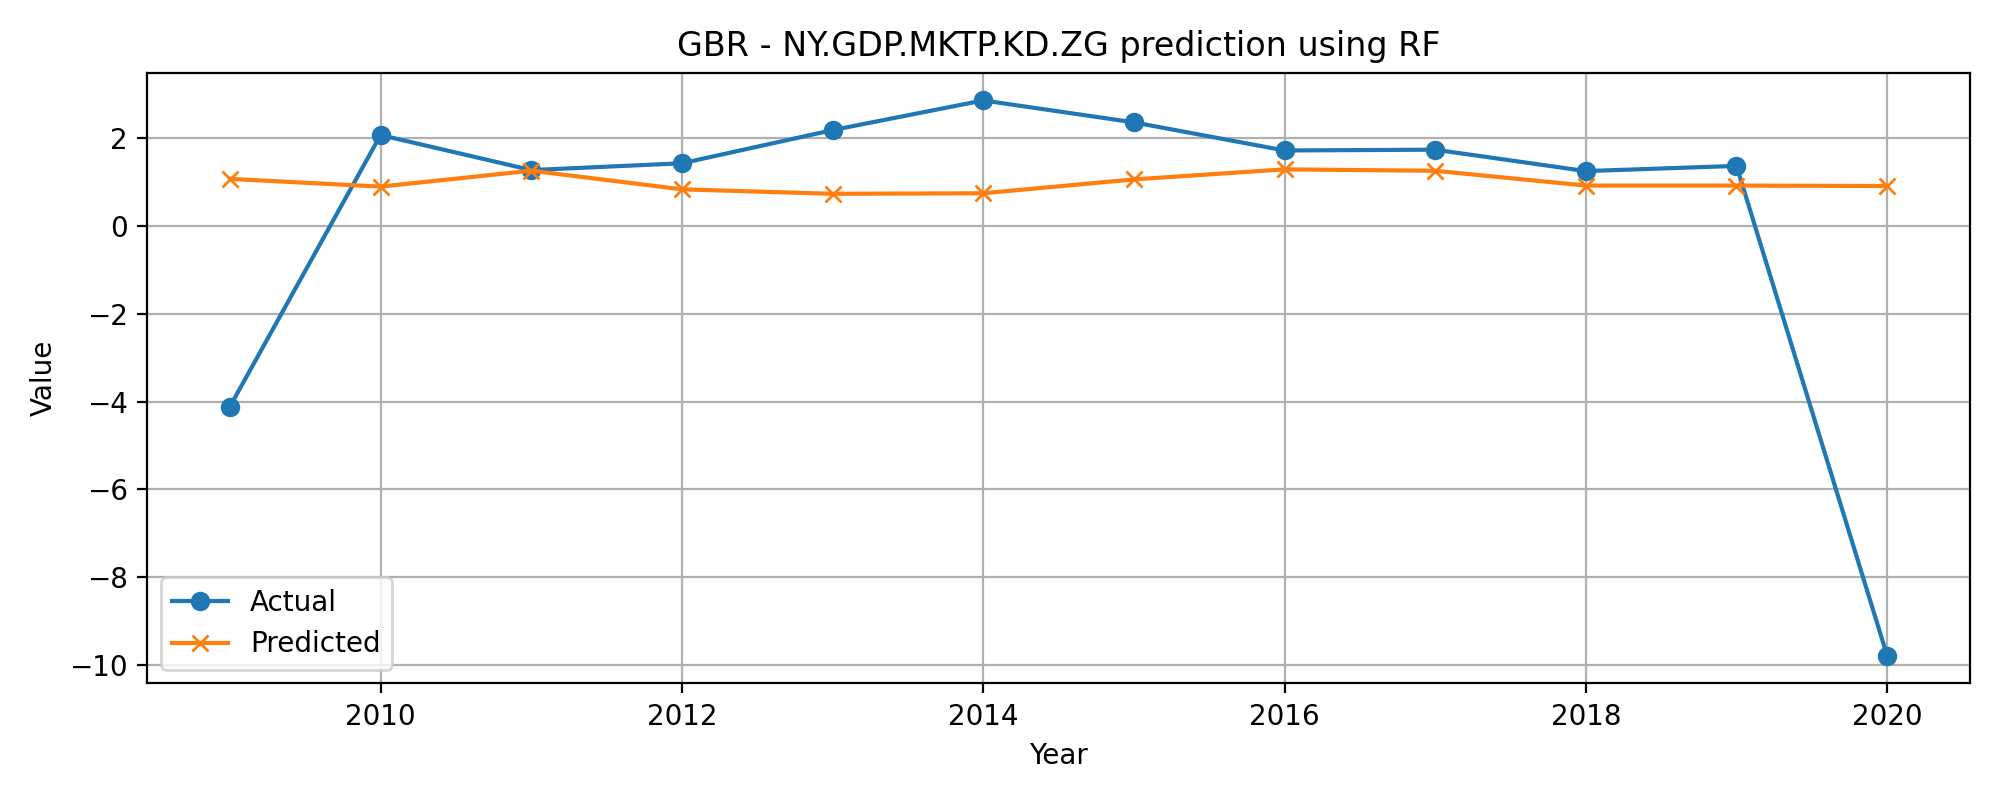 GBR - NY.GDP.MKTP.KD.ZG prediction using RF
Value
2
0
−2
−4
−6
−8
−10
Actual
Predicted
2010 2012 2014 2016 2018 2020
Year